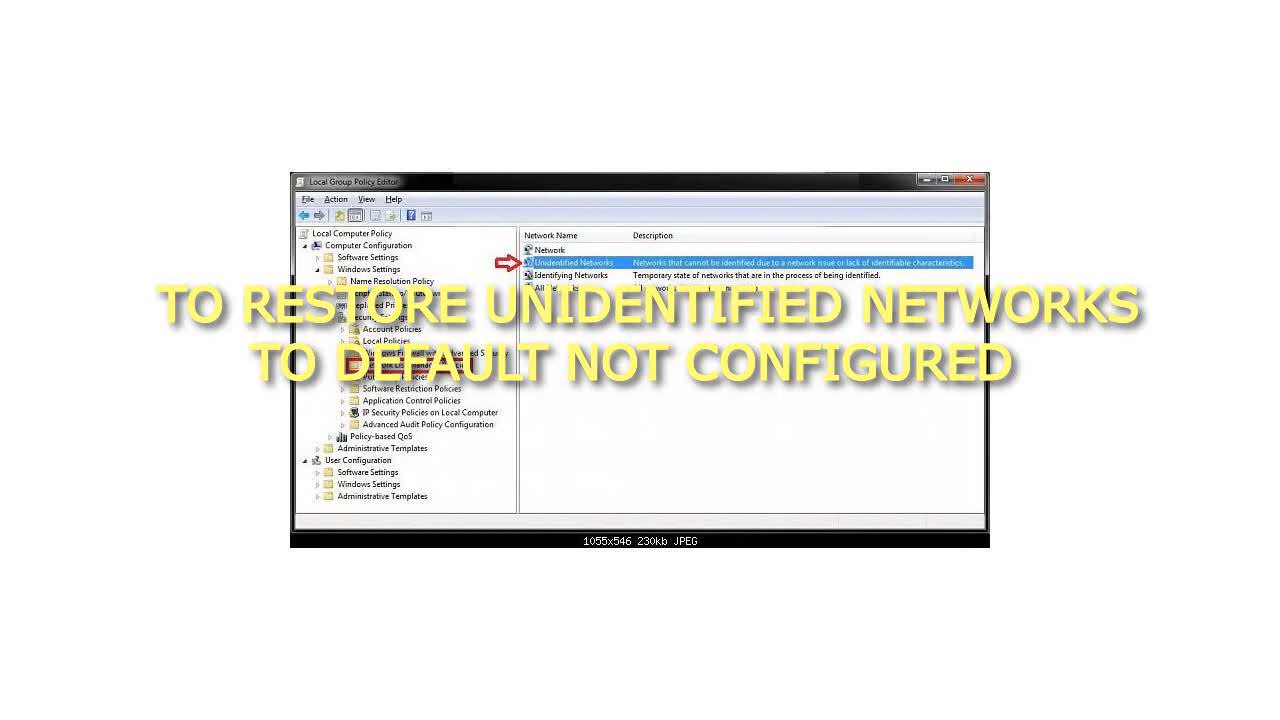 Local Group Policy Editor
File Action View Help
Local Computer Policy
Computer Configuration
Software Settings
Windows Settings
Name Resolution Policy
Account Policies
Local Policies
Software Restriction Policies
Application Control Policies
IP Security Policies on Local Computer
Advanced Audit Policy Configuration
Policy-based QoS
Administrative Templates
User Configuration
Software Settings
Windows Settings
Administrative Templates
Network Name Description
Network
Unidentified Networks Networks that cannot be identified due to a network issue or lack of identifiable characteristics.
Identifying Networks Temporary state of networks that are in the process of being identified.
TO RESTORE UNIDENTIFIED NETWORKS
TO DEFAULT NOT CONFIGURED
1055x546 230kb JPEG